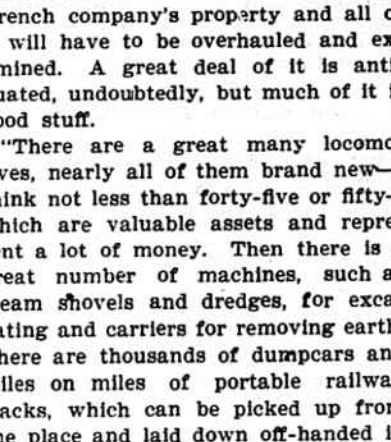 rench company's property and all o
will have to be overhauled and ex
mined. A great deal of it is anti
uated, undoubtedly, but much of it i
ood stuff.
"There are a great many locomo
ves, nearly all of them brand new—
hink not less than forty-five or fifty-
hich are valuable assets and repre
ent a lot of money. Then there is
reat number of machines, such a
eam shovels and dredges, for exca
ating and carriers for removing earth
here are thousands of dumpcars an
iles on miles of portable railwa
acks, which can be picked up from
ne place and laid down off-handed i